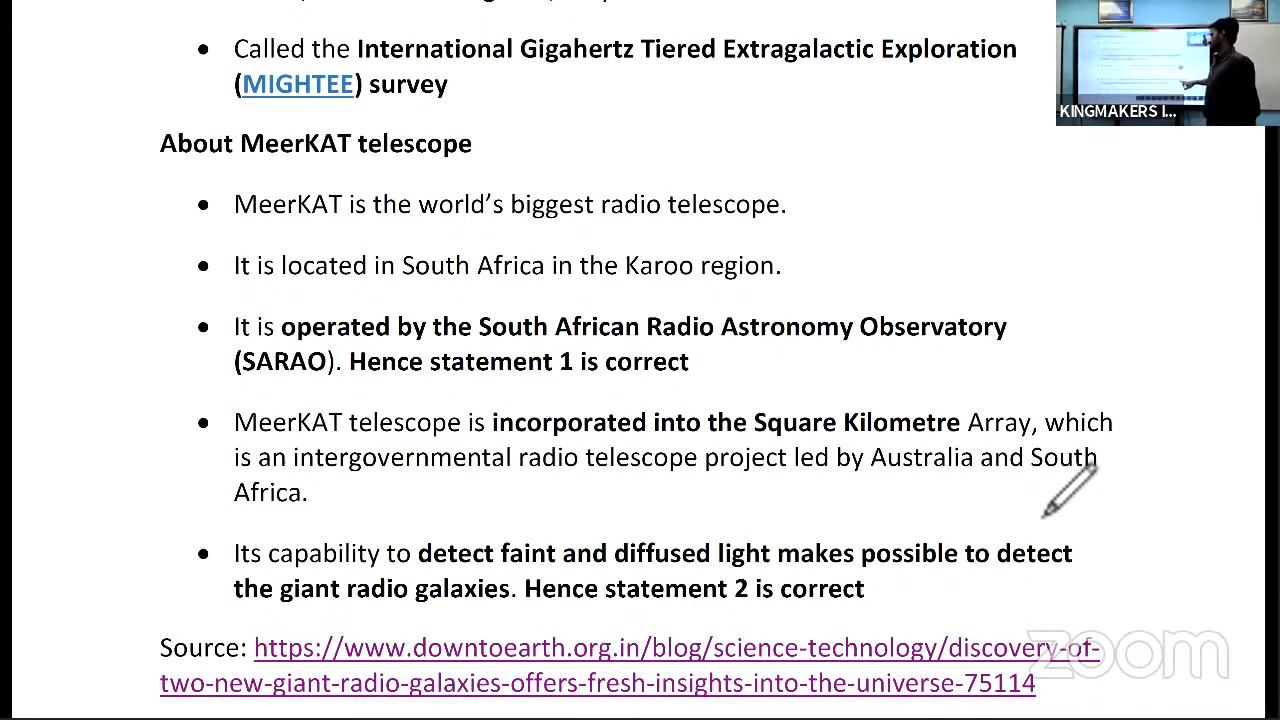 Called the International Gigahertz Tiered Extragalactic Exploration
(MIGHTEE) survey
KINGMAKERS I...
About MeerKAT telescope
MeerKAT is the world’s biggest radio telescope.
It is located in South Africa in the Karoo region.
It is operated by the South African Radio Astronomy Observatory
(SARAO). Hence statement 1 is correct
MeerKAT telescope is incorporated into the Square Kilometre Array, which
is an intergovernmental radio telescope project led by Australia and South
Africa.
Its capability to detect faint and diffused light makes possible to detect
the giant radio galaxies. Hence statement 2 is correct
Source: https://www.downtoearth.org.in/blog/science-technology/discovery-of-
two-new-giant-radio-galaxies-offers-fresh-insights-into-the-universe-75114
zoom